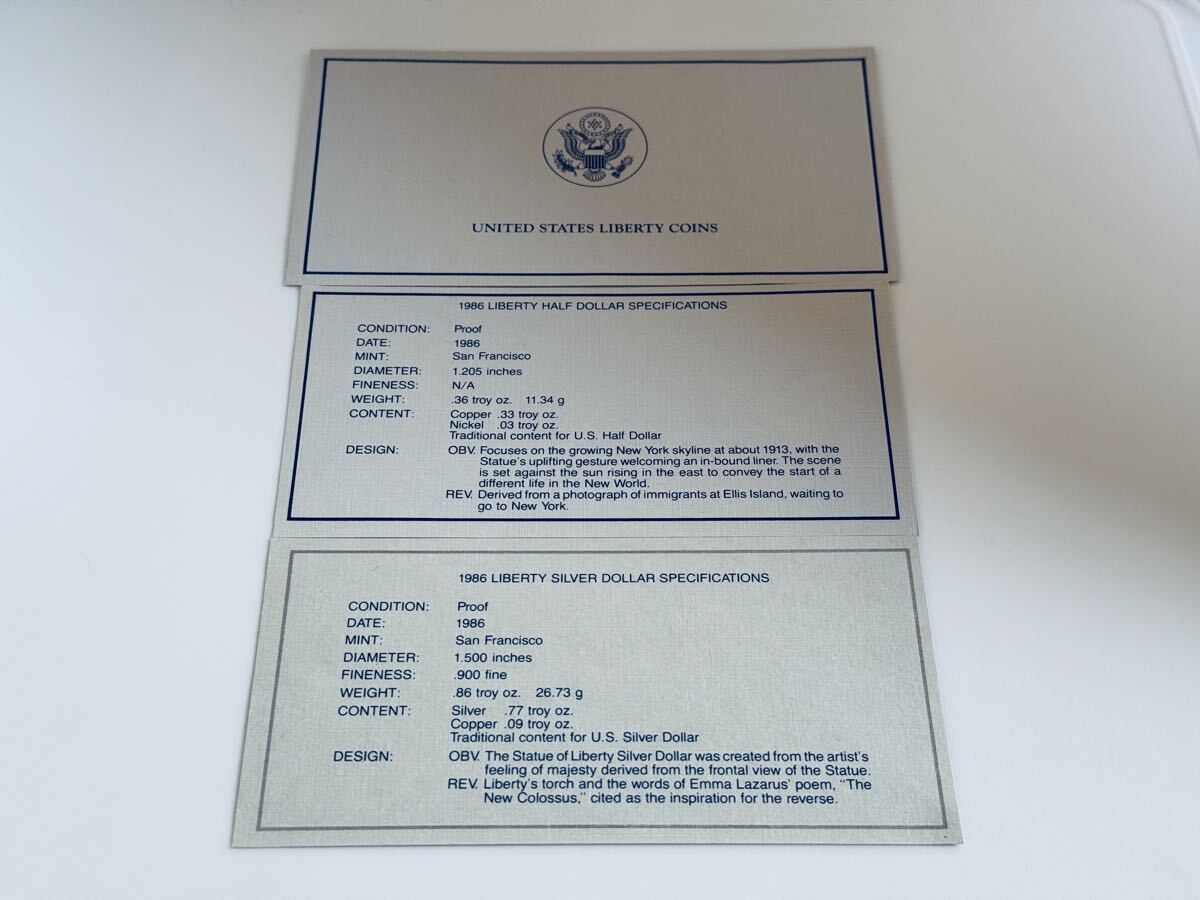 UNITED STATES LIBERTY COINS
1986 LIBERTY HALF DOLLAR SPECIFICATIONS
CONDITION: Proof
DATE: 1986
MINT: San Francisco
DIAMETER: 1.205 inches
FINENESS: N/A
WEIGHT: .36 troy oz. 11.34 g
CONTENT: Copper .33 troy oz.
Nickel .03 troy oz.
Traditional content for U.S. Half Dollar
DESIGN: OBV. Focuses on the growing New York skyline at about 1913, with the
Statue's uplifting gesture welcoming an in-bound liner. The scene
is set against the sun rising in the east to convey the start of a
different life in the New World.
REV. Derived from a photograph of immigrants at Ellis Island, waiting to
go to New York.
1986 LIBERTY SILVER DOLLAR SPECIFICATIONS
CONDITION: Proof
DATE: 1986
MINT: San Francisco
DIAMETER: 1.500 inches
FINENESS: .900 fine
WEIGHT: .86 troy oz. 26.73 g
CONTENT: Silver .77 troy oz.
Copper .09 troy oz.
Traditional content for U.S. Silver Dollar
DESIGN: OBV. The Statue of Liberty Silver Dollar was created from the artist's
feeling of majesty derived from the frontal view of the Statue.
REV. Liberty's torch and the words of Emma Lazarus' poem, "The
New Colossus," cited as the inspiration for the reverse.